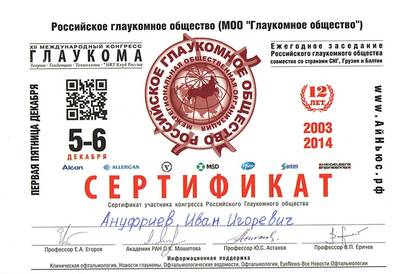 Российское глаукомное общество (МОО "Глаукомное общество")
XII МЕЖДУНАРОДНЫЙ КОНГРЕСС
ГЛАУКОМА
Теории · Тенденции · Технологии · HRT Клуб Россия
ПЕРВАЯ ПЯТНИЦА ДЕКАБРЯ
5-6
ДЕКАБРЯ
РОССИЙСКОЕ ГЛАУКОМНОЕ ОБЩЕСТВО
МЕЖРЕГИОНАЛЬНАЯ ОБЩЕСТВЕННАЯ ОРГАНИЗАЦИЯ
Ежегодное заседание
Российского глаукомного общества
совместно со странами СНГ, Грузии и Балтии
12
ЛЕТ
2003
2014
www.АйНьюс.рф
Alcon ALLERGAN MSD Pfizer Santen
СЕРТИФИКАТ
Сертификат участника конгресса Российского Глаукомного общества
Ануфриев Иван Игоревич
Профессор Е.А. Егоров Академик РАН Л.К. Мошетова Профессор Ю.С. Астахов Профессор В.П. Еричев
Информационная поддержка
Клиническая офтальмология, Новости глаукомы, Офтальмологические ведомости, Офтальмология, EyeNews-Все Новости Офтальмологии